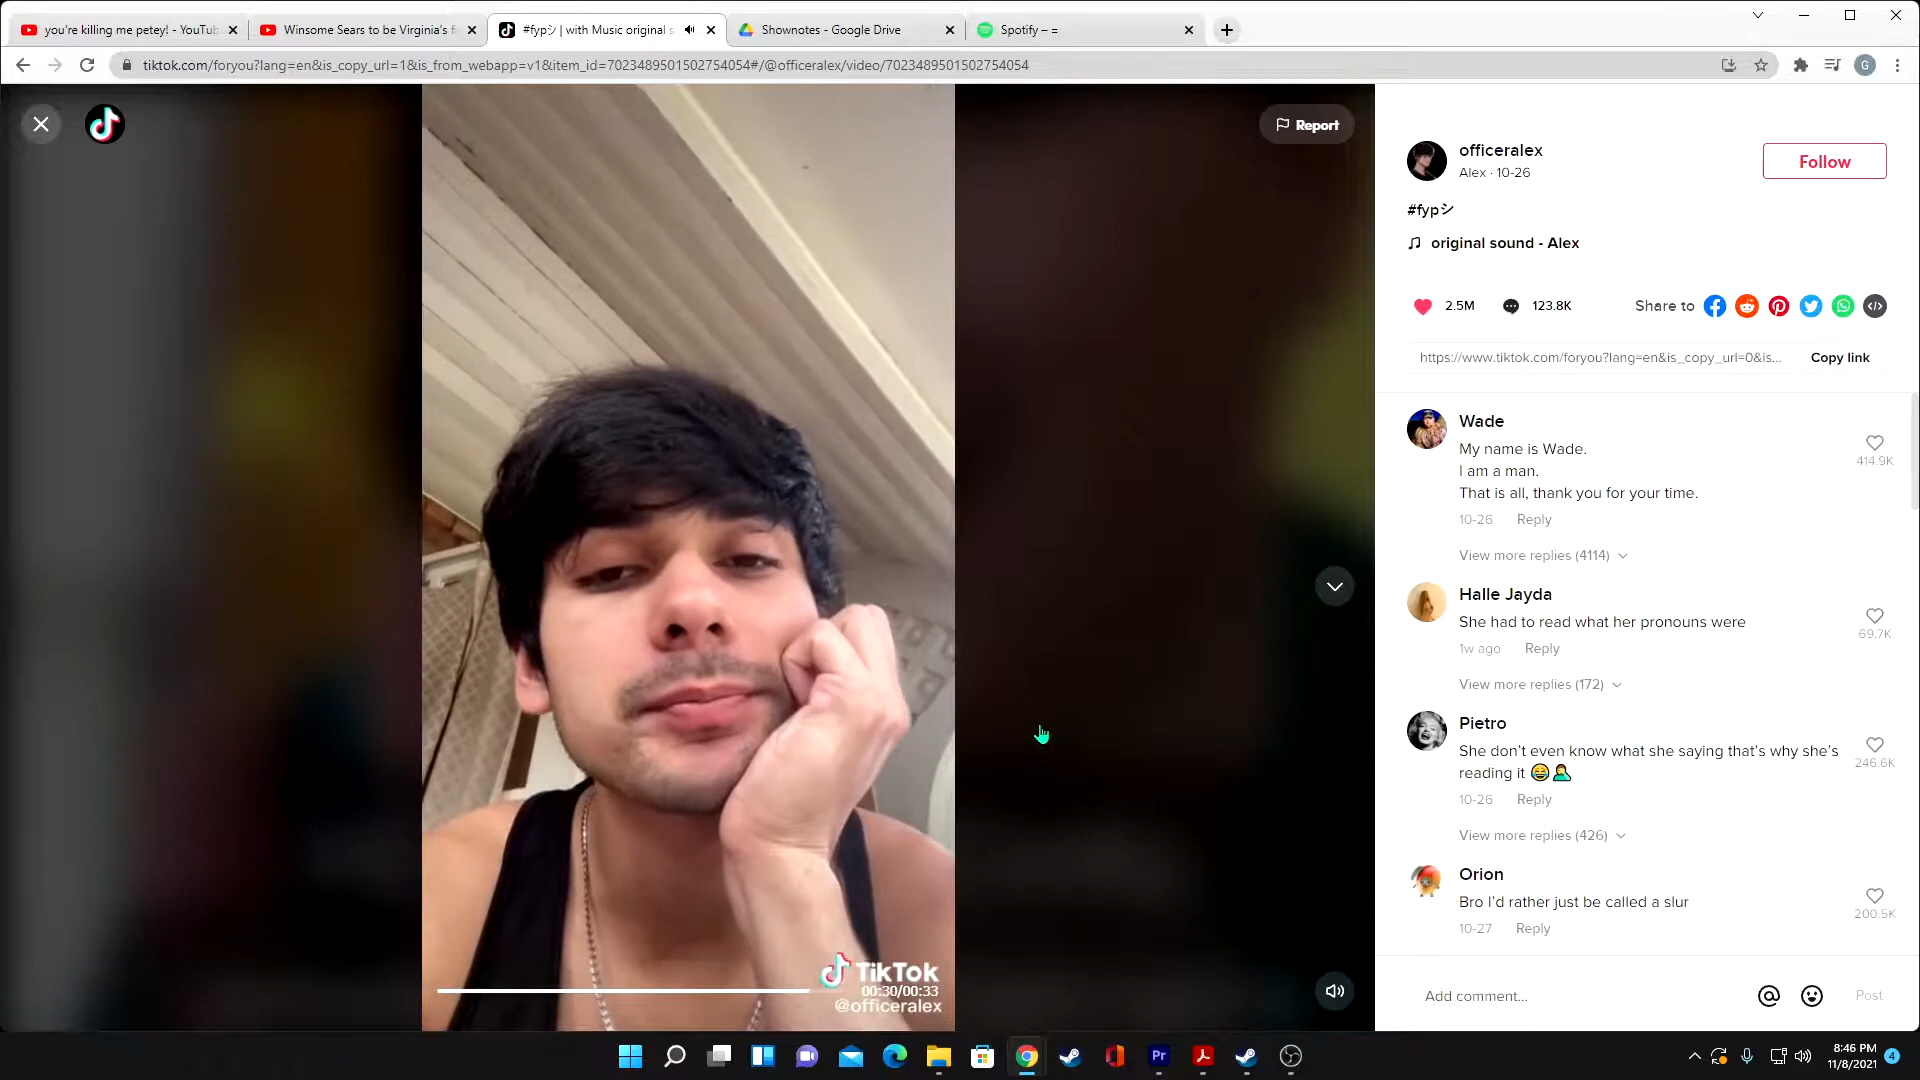 you're killing me petey! - YouTub
Winsome Sears to be Virginia's f
#fypシ | with Music original s
Shownotes - Google Drive
Spotify – =
tiktok.com/foryou?lang=en&is_copy_url=1&is_from_webapp=v1&item_id=7023489501502754054#/@officeralex/video/7023489501502754054
G
Report
officeralex
Alex · 10-26
Follow
#fypシ
original sound - Alex
2.5M
123.8K
Share to
https://www.tiktok.com/foryou?lang=en&is_copy_url=0&is...
Copy link
Wade
My name is Wade.
I am a man.
That is all, thank you for your time.
414.9K
10-26 Reply
View more replies (4114)
Halle Jayda
She had to read what her pronouns were
69.7K
1w ago Reply
View more replies (172)
Pietro
She don't even know what she saying that's why she's
reading it 😂🤦
246.6K
10-26 Reply
View more replies (426)
Orion
Bro I'd rather just be called a slur
200.5K
10-27 Reply
TikTok
00:30/00:33
@officeralex
Add comment...
Post
Pr
8:46 PM
11/8/2021
4